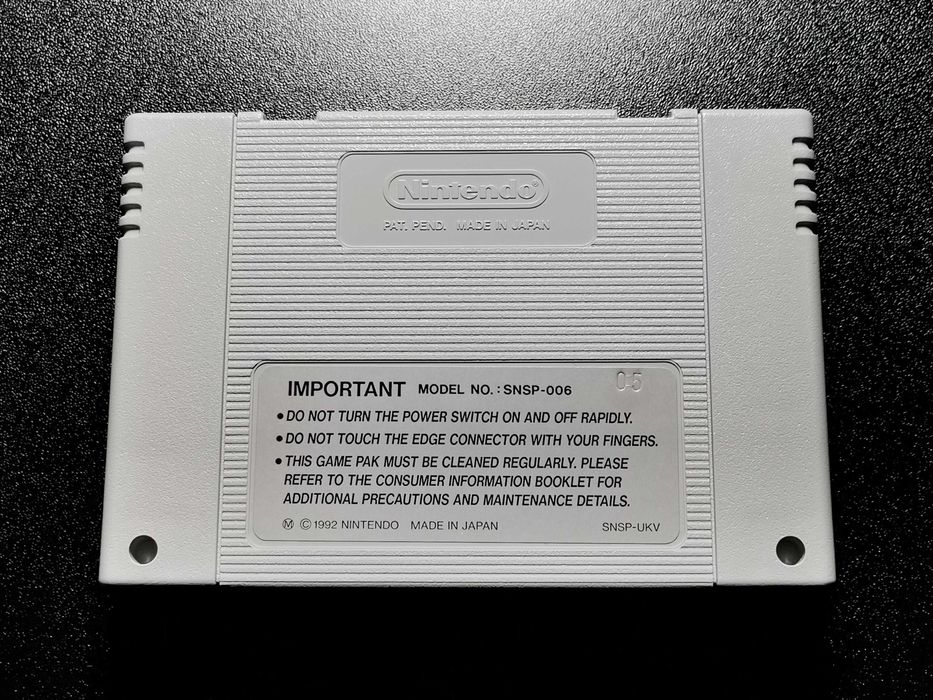 Nintendo®
PAT. PEND. MADE IN JAPAN
IMPORTANT MODEL NO.: SNSP-006
C-5
• DO NOT TURN THE POWER SWITCH ON AND OFF RAPIDLY.
• DO NOT TOUCH THE EDGE CONNECTOR WITH YOUR FINGERS.
• THIS GAME PAK MUST BE CLEANED REGULARLY. PLEASE
REFER TO THE CONSUMER INFORMATION BOOKLET FOR
ADDITIONAL PRECAUTIONS AND MAINTENANCE DETAILS.
Ⓜ ©1992 NINTENDO MADE IN JAPAN SNSP-UKV